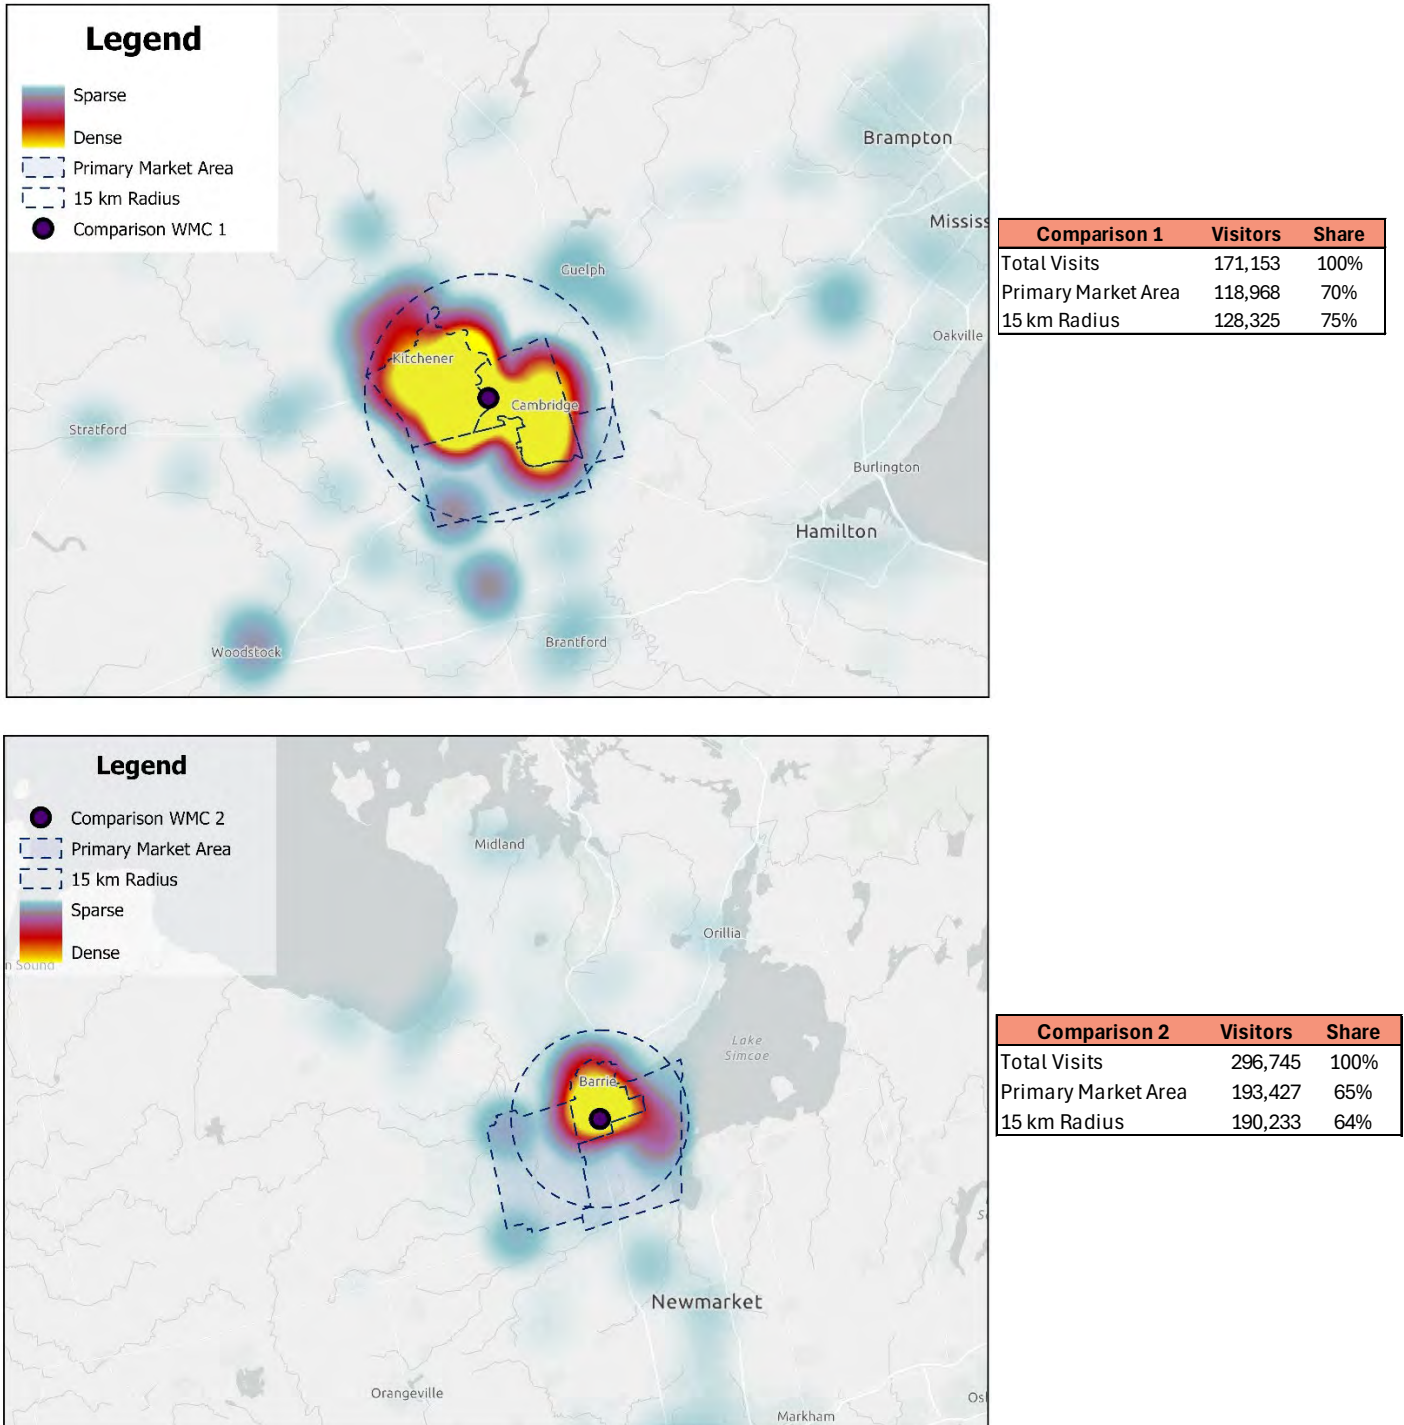 Legend
Sparse
Dense
Primary Market Area
15 km Radius
Comparison WMC 1
Brampton
Mississ
Guelph
Oakville
Kitchener
Cambridge
Stratford
Burlington
Hamilton
Brantford
Woodstock
Comparison 1 Visitors Share
Total Visits 171,153 100%
Primary Market Area 118,968 70%
15 km Radius 128,325 75%
Legend
Comparison WMC 2
Primary Market Area
15 km Radius
Sparse
Dense
n Sound
Midland
Orillia
Lake
Simcoe
Barrie
Newmarket
Orangeville
Markham
Comparison 2 Visitors Share
Total Visits 296,745 100%
Primary Market Area 193,427 65%
15 km Radius 190,233 64%